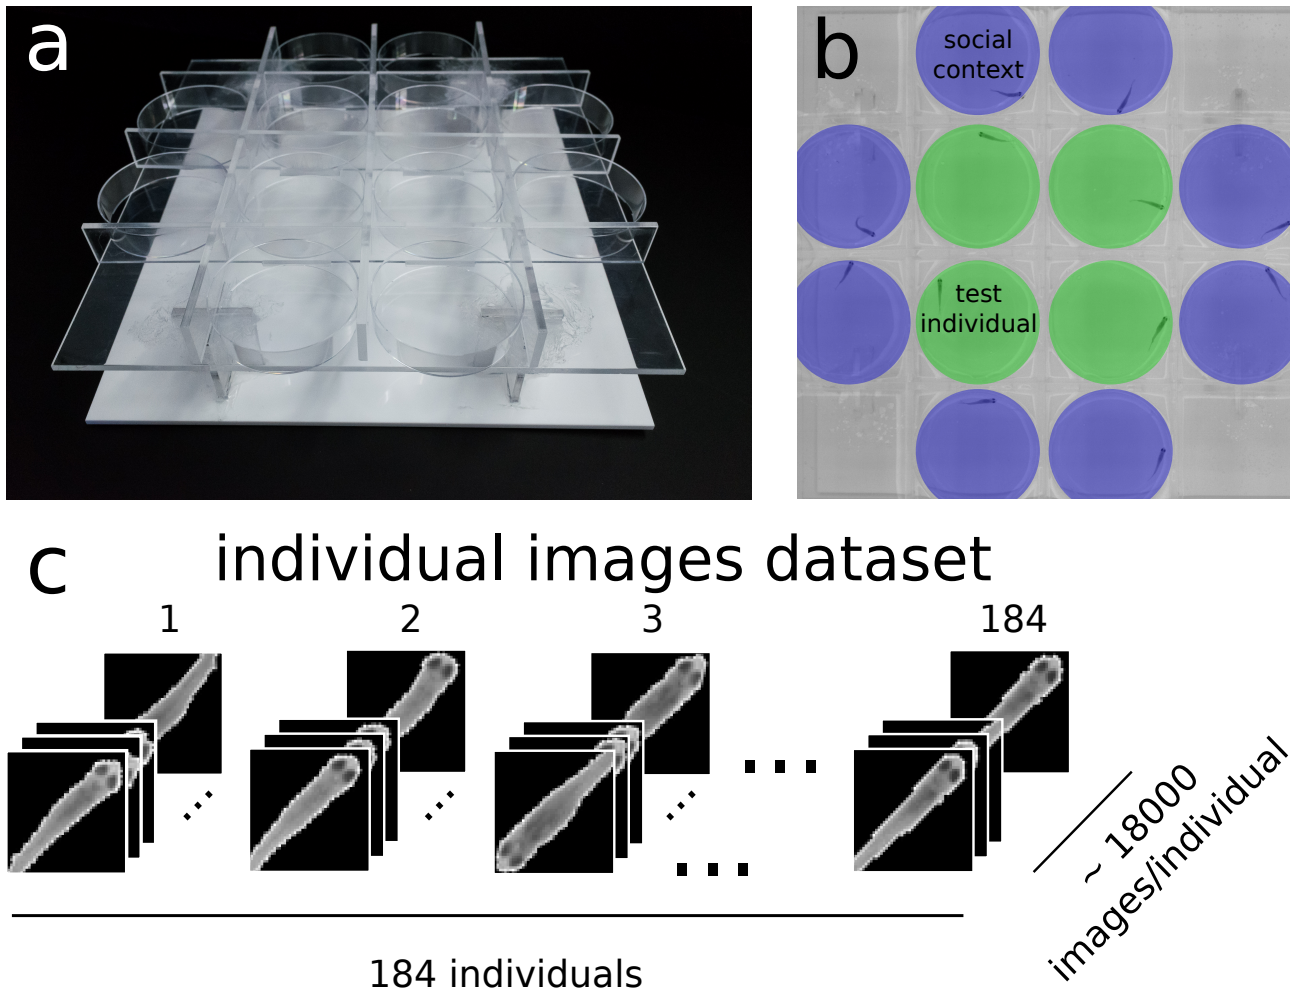 a
b
social
context
test
individual
c
individual images dataset
1
2
3
184
~ 18000
images/individual
184 individuals